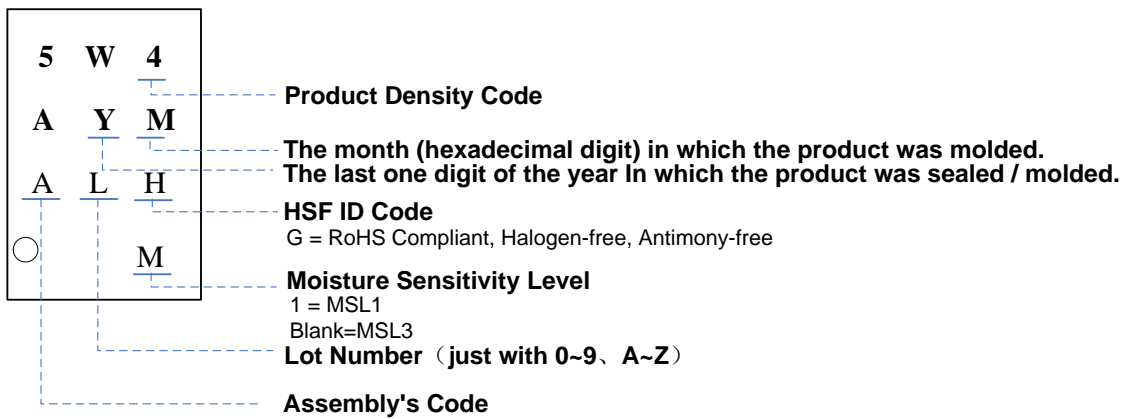 5 W 4
Product Density Code
A Y M
The month (hexadecimal digit) in which the product was molded.
The last one digit of the year In which the product was sealed / molded.
A L H
HSF ID Code
G = RoHS Compliant, Halogen-free, Antimony-free
M
Moisture Sensitivity Level
1 = MSL1
Blank=MSL3
Lot Number（just with 0~9、A~Z）
Assembly's Code